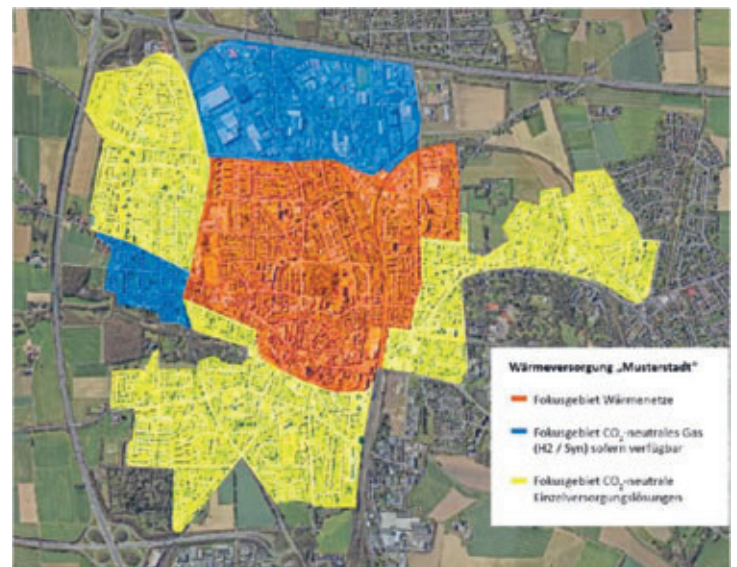 Wärmeversorgung „Musterstadt"
Fokusgebiet Wärmenetze
Fokusgebiet CO₂-neutrales Gas
(H2 / Syn) sofern verfügbar
Fokusgebiet CO₂-neutrale
Einzelversorgungslösungen